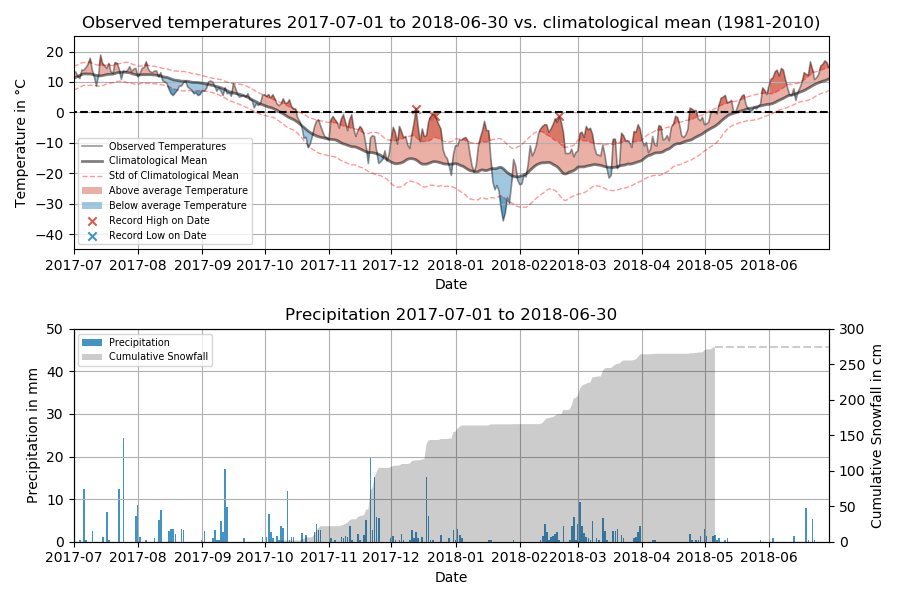 Observed temperatures 2017-07-01 to 2018-06-30 vs. climatological mean (1981-2010)
Temperature in °C
20
10
0
−10
−20
−30
−40
Observed Temperatures
Climatological Mean
Std of Climatological Mean
Above average Temperature
Below average Temperature
Record High on Date
Record Low on Date
2017-07 2017-08 2017-09 2017-10 2017-11 2017-12 2018-01 2018-022018-03 2018-04 2018-05 2018-06
Date
Precipitation 2017-07-01 to 2018-06-30
Precipitation in mm
50
40
30
20
10
0
Precipitation
Cumulative Snowfall
300
250
200
150
100
50
0
Cumulative Snowfall in cm
2017-07 2017-08 2017-09 2017-10 2017-11 2017-12 2018-01 2018-022018-03 2018-04 2018-05 2018-06
Date